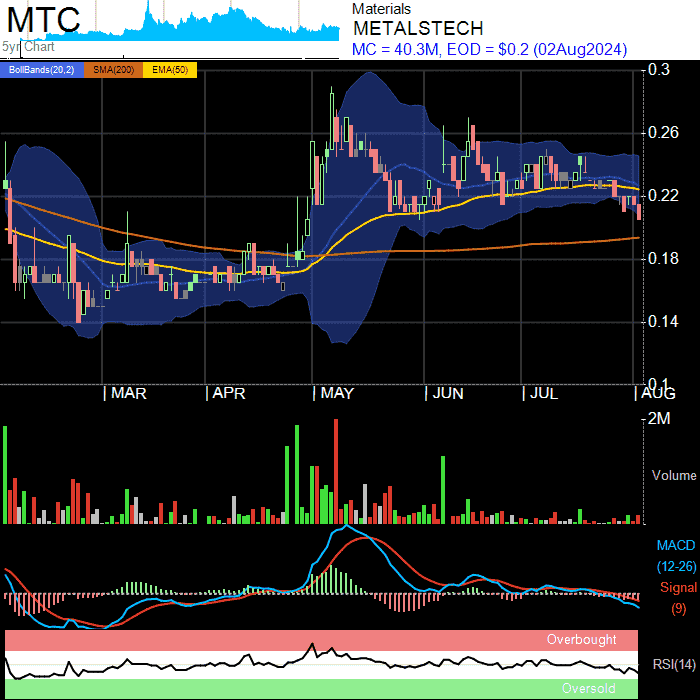 MTC
5yr Chart
Materials
METALSTECH
MC = 40.3M, EOD = $0.2 (02Aug2024)
BollBands(20,2) SMA(200) EMA(50)
0.3
0.26
0.22
0.18
0.14
0.1
MAR APR MAY JUN JUL AUG
2M
Volume
MACD
(12-26)
Signal
(9)
Overbought
RSI(14)
Oversold